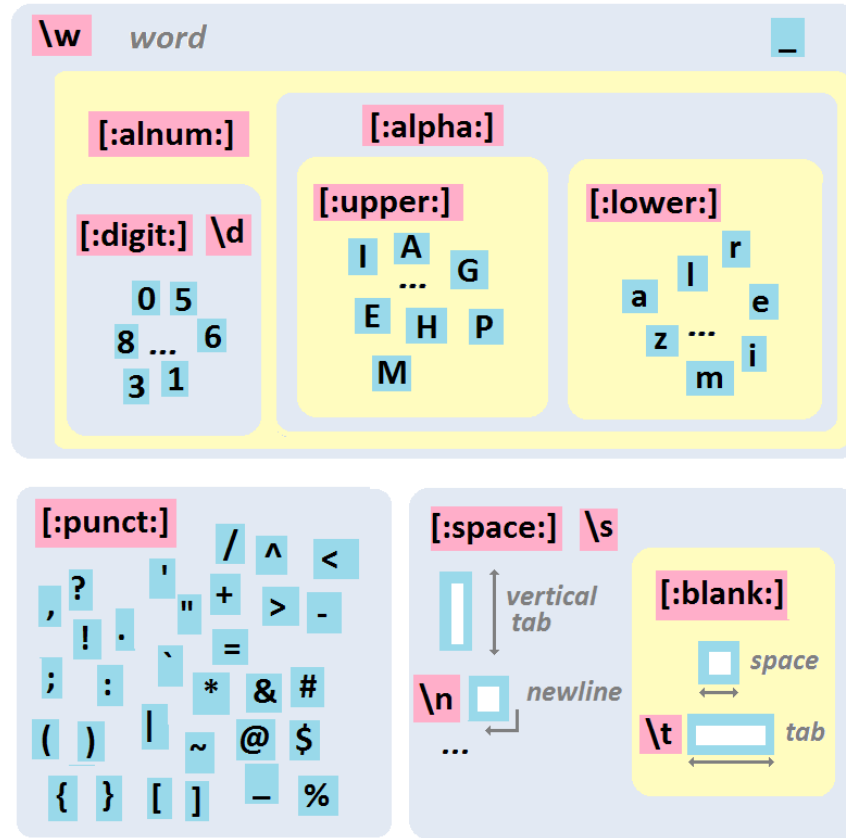 \w word _
[:alnum:] [:alpha:]
[:upper:] [:lower:]
[:digit:] \d
I A G
...
E H P
M
r
l
a e
z ... i
m
0 5
8 ... 6
3 1
[:punct:]
/ ^ <
' 
, ? " + > -
! .
; : ` =
* & #
( ) | ~ @ $
{ } [ ] _ %
[:space:] \s
vertical
tab
\n newline
...
[:blank:]
space
\t tab